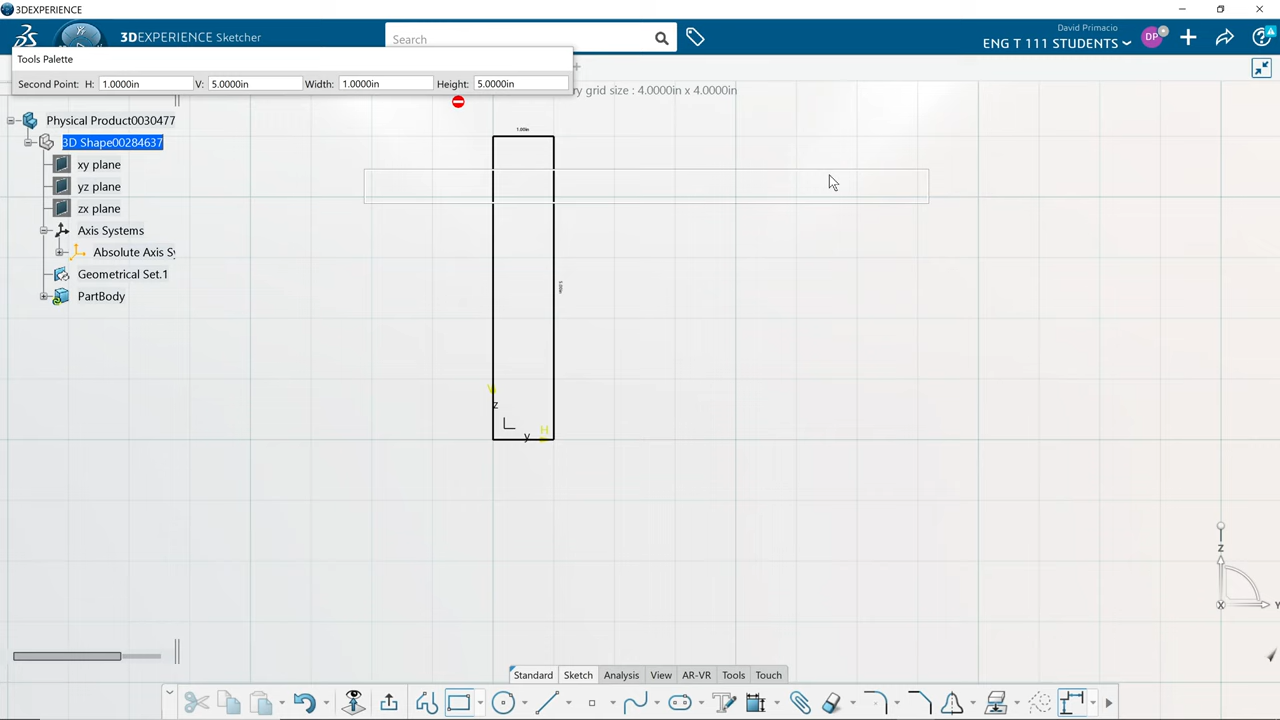 3DEXPERIENCE
3DEXPERIENCE Sketcher
Search
David Primacio
ENG T 111 STUDENTS
DP
Tools Palette
Second Point: H: 1.0000in V: 5.0000in Width: 1.0000in Height: 5.0000in
ry grid size : 4.0000in x 4.0000in
Physical Product0030477
3D Shape00284637
xy plane
yz plane
zx plane
Axis Systems
Absolute Axis Sy
Geometrical Set.1
PartBody
1.00in
V
z
H
y
Z
X
Y
Standard Sketch Analysis View AR-VR Tools Touch